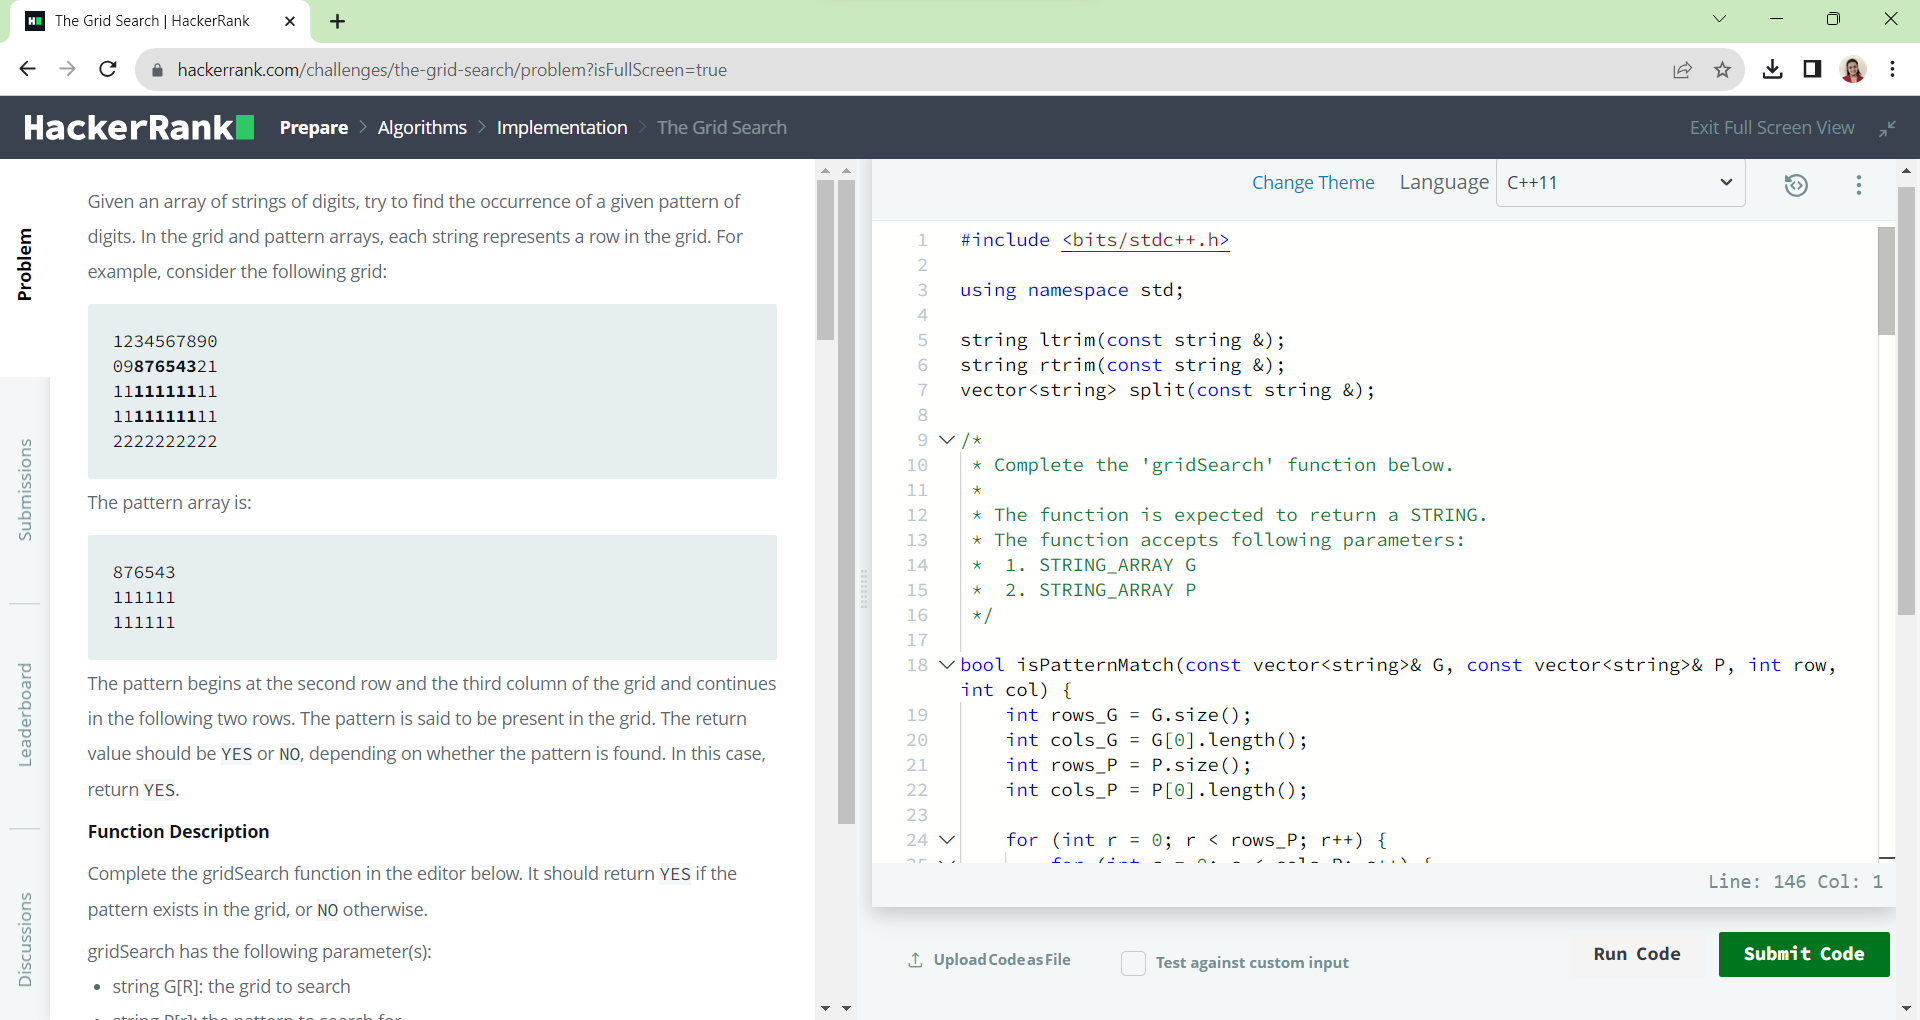 The Grid Search | HackerRank
hackerrank.com/challenges/the-grid-search/problem?isFullScreen=true
HackerRank
Prepare > Algorithms > Implementation > The Grid Search
Exit Full Screen View
Problem
Submissions
Leaderboard
Discussions
Given an array of strings of digits, try to find the occurrence of a given pattern of
digits. In the grid and pattern arrays, each string represents a row in the grid. For
example, consider the following grid:
1234567890
0987654321
1111111111
1111111111
2222222222
The pattern array is:
876543
111111
111111
The pattern begins at the second row and the third column of the grid and continues
in the following two rows. The pattern is said to be present in the grid. The return
value should be YES or NO, depending on whether the pattern is found. In this case,
return YES.
Function Description
Complete the gridSearch function in the editor below. It should return YES if the
pattern exists in the grid, or NO otherwise.
gridSearch has the following parameter(s):
• string G[R]: the grid to search
• string P[r]: the pattern to search for
Change Theme Language C++11
1 #include <bits/stdc++.h>
2
3 using namespace std;
4
5 string ltrim(const string &);
6 string rtrim(const string &);
7 vector<string> split(const string &);
8
9 /*
10 * Complete the 'gridSearch' function below.
11 *
12 * The function is expected to return a STRING.
13 * The function accepts following parameters:
14 *  1. STRING_ARRAY G
15 *  2. STRING_ARRAY P
16 */
17
18 bool isPatternMatch(const vector<string>& G, const vector<string>& P, int row,
int col) {
19 int rows_G = G.size();
20 int cols_G = G[0].length();
21 int rows_P = P.size();
22 int cols_P = P[0].length();
23
24 for (int r = 0; r < rows_P; r++) {
25 for (int c = 0; c < cols_P; c++) {
Line: 146 Col: 1
Upload Code as File
Test against custom input
Run Code
Submit Code